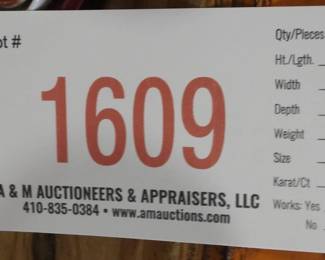 ot #
1609
A & M AUCTIONEERS & APPRAISERS, LLC
410-835-0384 • www.amauctions.com
Qty/Pieces
Ht./Lgth.
Width
Depth
Weight
Size
Karat/Ct
Works: Yes
No